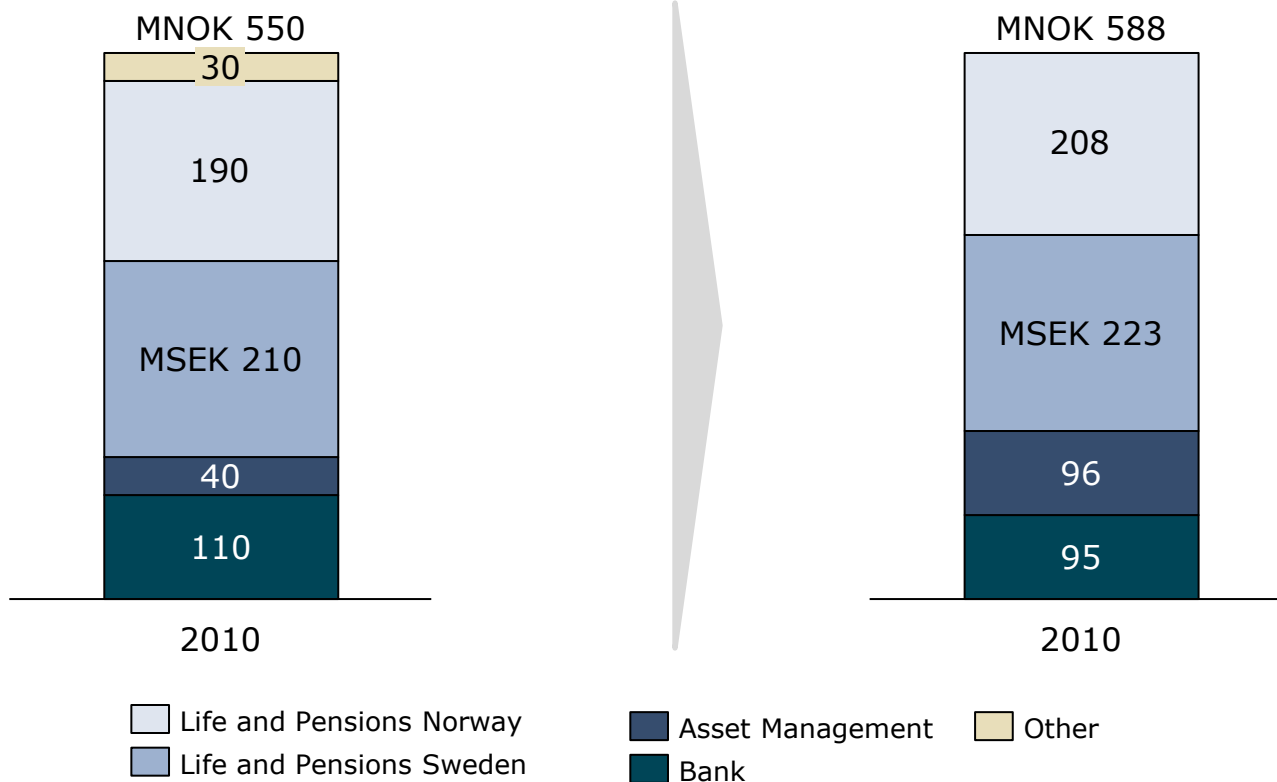 MNOK 550
30
190
MSEK 210
40
110
2010
MNOK 588
208
MSEK 223
96
95
2010
Life and Pensions Norway
Life and Pensions Sweden
Asset Management
Bank
Other